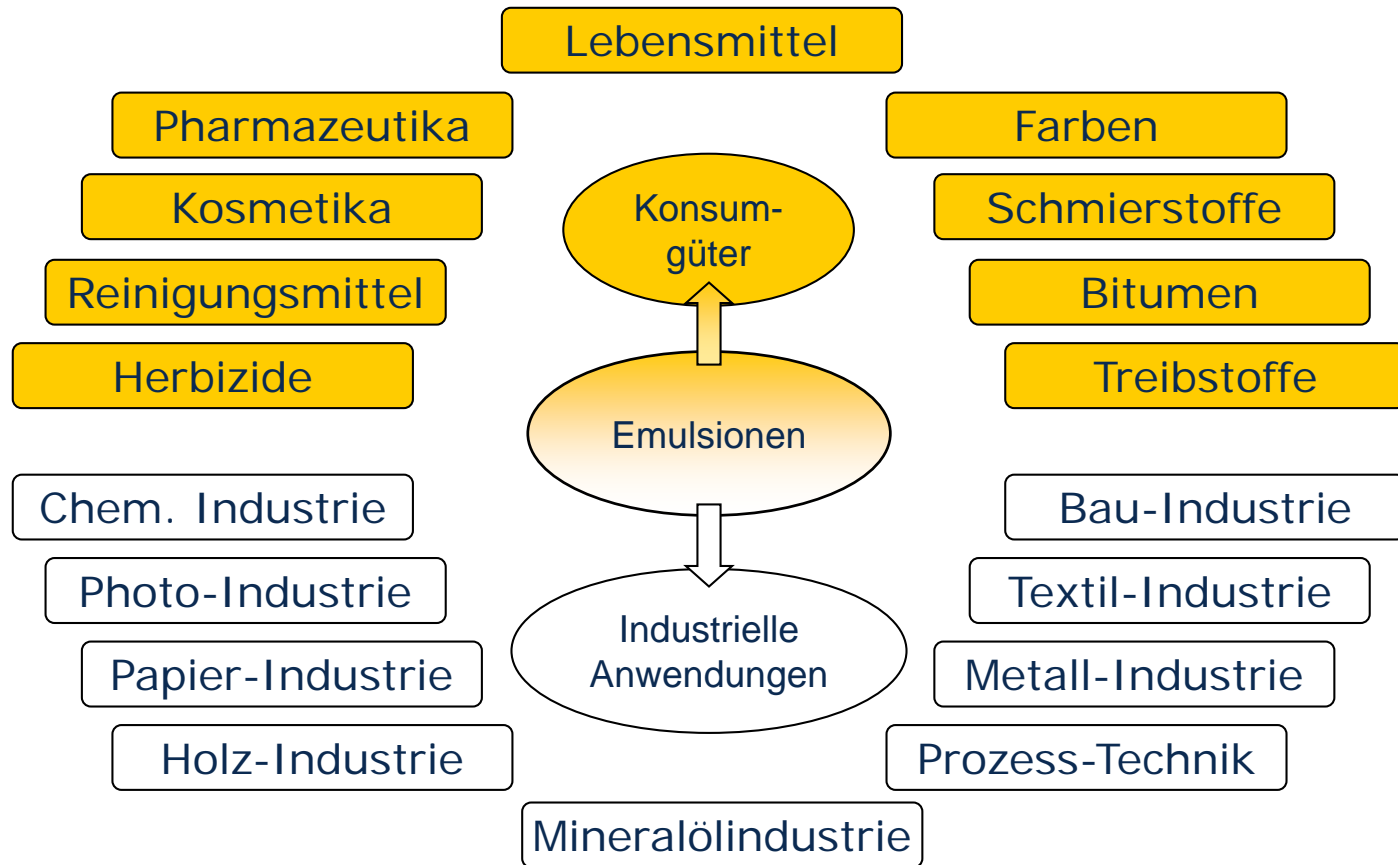 Lebensmittel
Pharmazeutika
Farben
Kosmetika
Konsum-
güter
Schmierstoffe
Reinigungsmittel
Bitumen
Herbizide
Treibstoffe
Emulsionen
Chem. Industrie
Bau-Industrie
Photo-Industrie
Textil-Industrie
Industrielle
Anwendungen
Papier-Industrie
Metall-Industrie
Holz-Industrie
Prozess-Technik
Mineralölindustrie